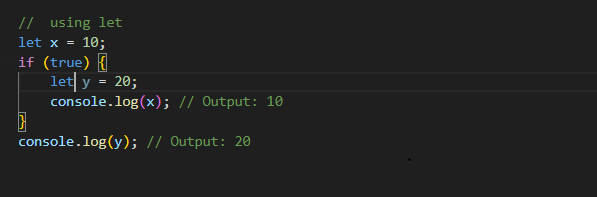 //  using let
let x = 10;
if (true) {
    let y = 20;
    console.log(x); // Output: 10
}
console.log(y); // Output: 20